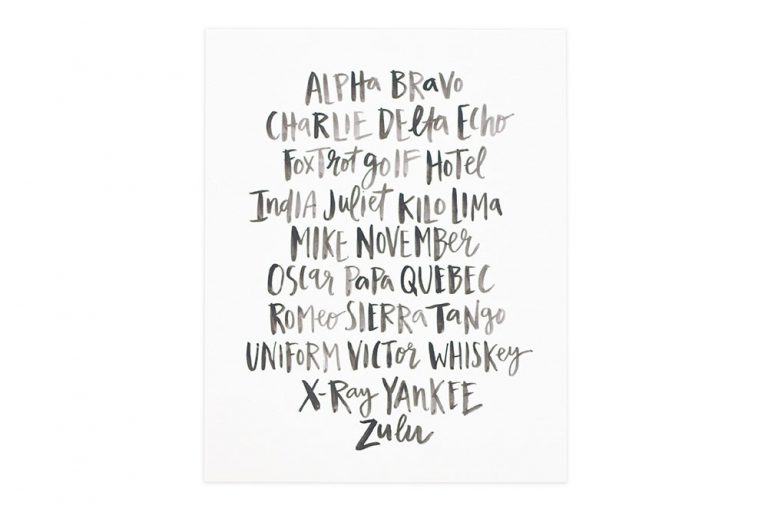 ALPHa BRavo
CHaRLIE DElta Echo
FoxTrot golf HoTel
IndIA Juliet KILO LIMA
MIKE NOVEMBer
OScar PaPa QUEBEC
RoMeo SIERRa TaNgo
UNIFORM VICTOR WHISKey
X-Ray YANKEE
Zulu